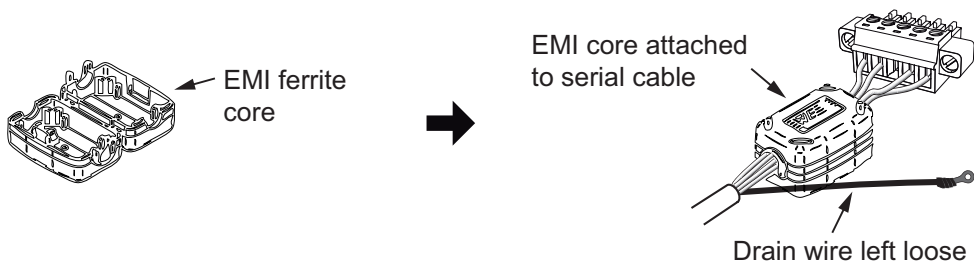 EMI ferrite
core
EMI core attached
to serial cable
Drain wire left loose